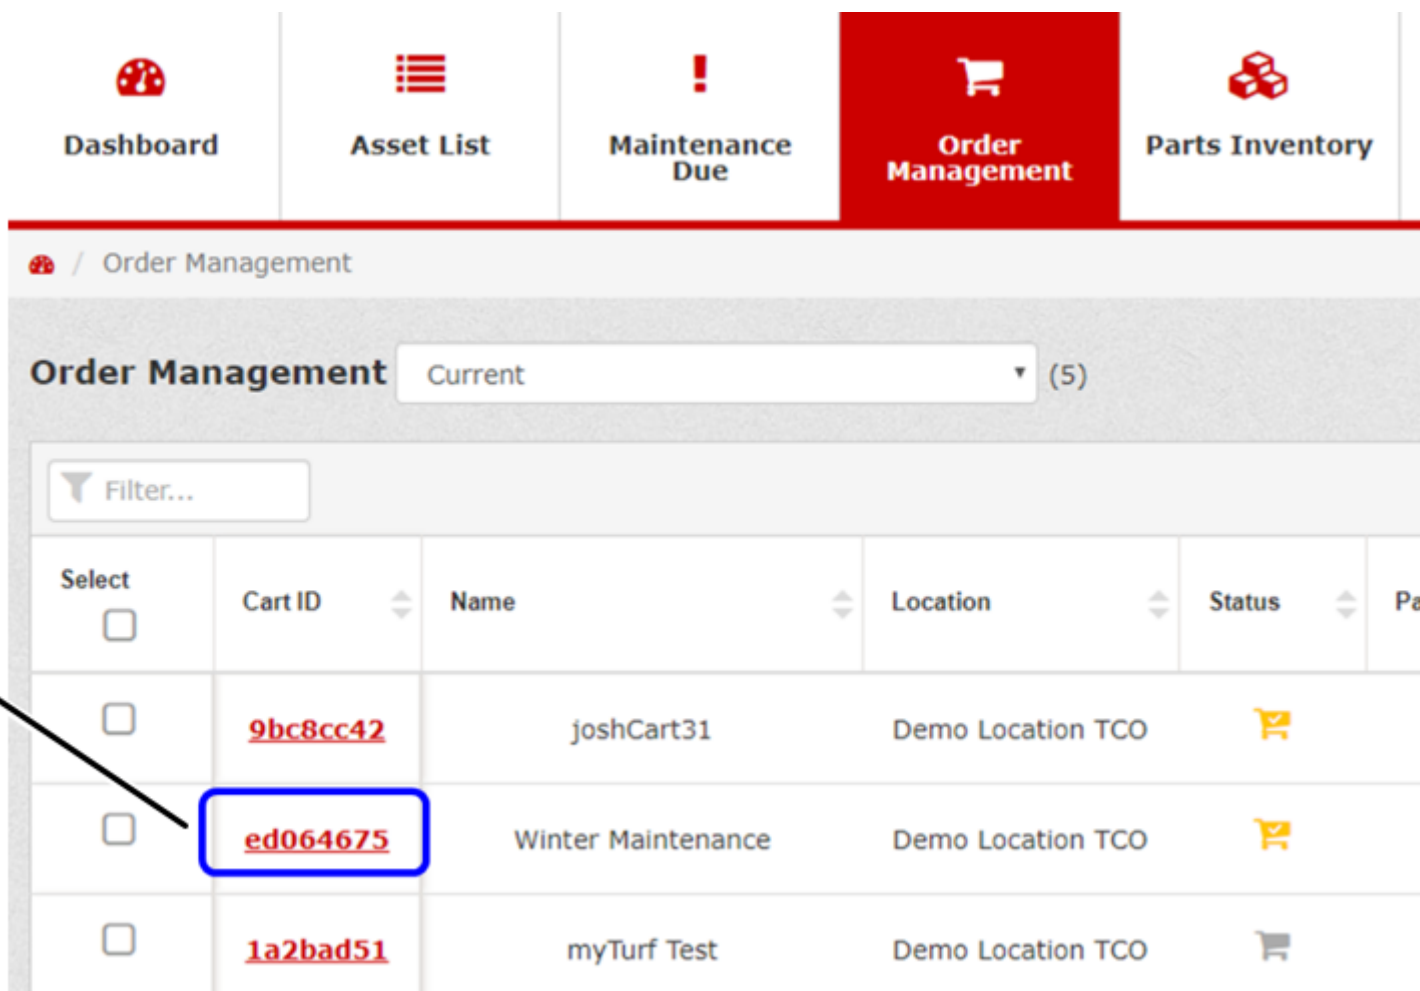 Dashboard
Asset List
Maintenance
Due
Order
Management
Parts Inventory
/ Order Management
Order Management Current (5)
Filter...
Select
Cart ID
Name
Location
Status
Pa
9bc8cc42 joshCart31 Demo Location TCO
ed064675 Winter Maintenance Demo Location TCO
1a2bad51 myTurf Test Demo Location TCO